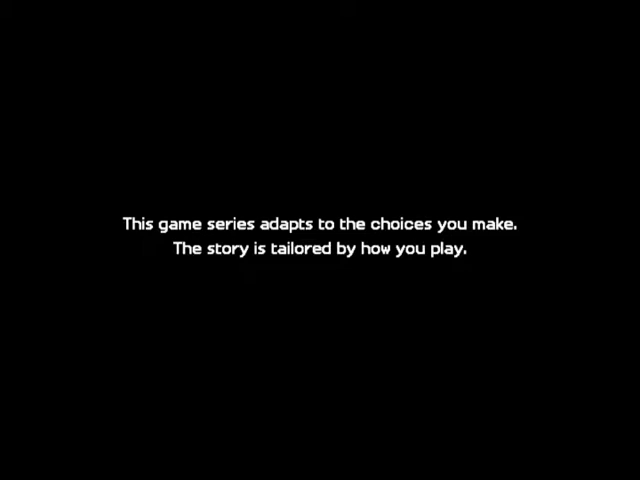 This game series adapts to the choices you make.
The story is tailored by how you play.